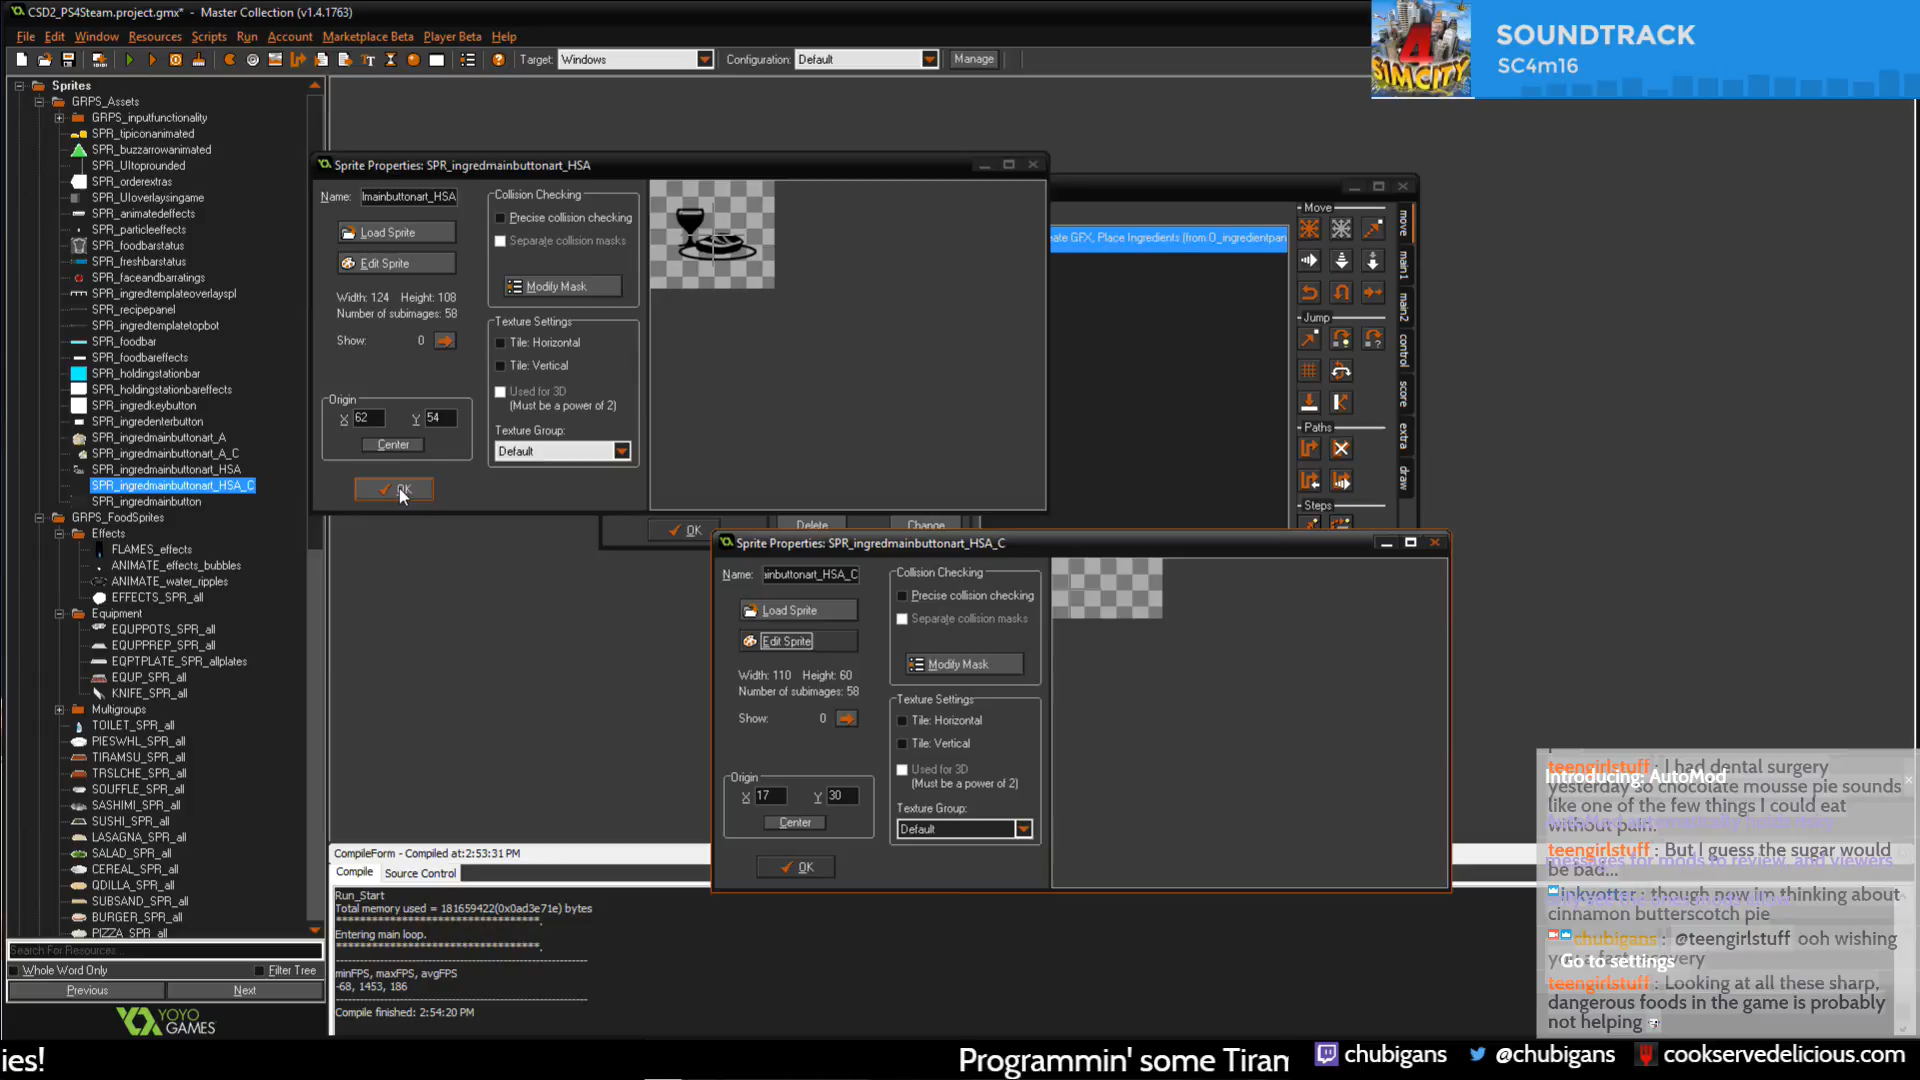 CSD2_PS4Steam.project.gmx* - Master Collection (v1.4.1763)
File Edit Window Resources Scripts Run Account Marketplace Beta Player Beta Help
Target: Windows Configuration: Default Manage
SOUNDTRACK
SC4m16
4
SIMCITY
Sprites
GRPS_Assets
GRPS_inputfunctionality
SPR_tipiconanimated
SPR_buzzarrowanimated
SPR_UItoprounded
SPR_orderextras
SPR_UIoverlaysingame
SPR_animatedeffects
SPR_particleeffects
SPR_foodbarstatus
SPR_freshbarstatus
SPR_faceandbarratings
SPR_ingredtemplateoverlayspl
SPR_recipepanel
SPR_ingredtemplatetopbot
SPR_foodbar
SPR_foodbareffects
SPR_holdingstationbar
SPR_holdingstationbareffects
SPR_ingredkeybutton
SPR_ingredenterbutton
SPR_ingredmainbuttonart_A
SPR_ingredmainbuttonart_A_C
SPR_ingredmainbuttonart_HSA
SPR_ingredmainbuttonart_HSA_C
SPR_ingredmainbutton
GRPS_FoodSprites
Effects
FLAMES_effects
ANIMATE_effects_bubbles
ANIMATE_water_ripples
EFFECTS_SPR_all
Equipment
EQUPPOTS_SPR_all
EQUPPREP_SPR_all
EQPTPLATE_SPR_allplates
EQUP_SPR_all
KNIFE_SPR_all
Multigroups
TOILET_SPR_all
PIESWHL_SPR_all
TIRAMSU_SPR_all
TRSLCHE_SPR_all
SOUFFLE_SPR_all
SASHIMI_SPR_all
SUSHI_SPR_all
LASAGNA_SPR_all
SALAD_SPR_all
CEREAL_SPR_all
QDILLA_SPR_all
SUBSAND_SPR_all
BURGER_SPR_all
PIZZA_SPR_all
Search For Resources
Whole Word Only Filter Tree
Previous Next
YOYO
GAMES
Sprite Properties: SPR_ingredmainbuttonart_HSA
Name: lmainbuttonart_HSA
Load Sprite
Edit Sprite
Width: 124 Height: 108
Number of subimages: 58
Show: 0
Origin
X 62 Y 54
Center
OK
Collision Checking
Precise collision checking
Separate collision masks
Modify Mask
Texture Settings
Tile: Horizontal
Tile: Vertical
Used for 3D
(Must be a power of 2)
Texture Group:
Default
ate GFX, Place Ingredients (from O_ingredientpan
Move
Jump
Paths
Steps
move
main1
main2
control
score
extra
draw
OK Delete Change
Sprite Properties: SPR_ingredmainbuttonart_HSA_C
Name: ainbuttonart_HSA_C
Load Sprite
Edit Sprite
Width: 110 Height: 60
Number of subimages: 58
Show: 0
Origin
X 17 Y 30
Center
OK
Collision Checking
Precise collision checking
Separate collision masks
Modify Mask
Texture Settings
Tile: Horizontal
Tile: Vertical
Used for 3D
(Must be a power of 2)
Texture Group:
Default
CompileForm - Compiled at:2:53:31 PM
Compile Source Control
Run_Start
Total memory used = 181659422(0x0ad3e71e) bytes
Entering main loop.
minFPS, maxFPS, avgFPS
-68, 1453, 186
Compile finished: 2:54:20 PM
teengirlstuff : I had dental surgery
Introducing: AutoMod
yesterday so chocolate mousse pie sounds
like one of the few things I could eat
without pain.
teengirlstuff : But I guess the sugar would
messages for mods to review, and viewers
be bad...
inkyotter : though now im thinking about
cinnamon butterscotch pie
chubigans : @teengirlstuff ooh wishing
you a fast recovery
Go to settings
teengirlstuff : Looking at all these sharp,
dangerous foods in the game is probably
not helping
ies! Programmin' some Tiran
chubigans @chubigans cookservedelicious.com